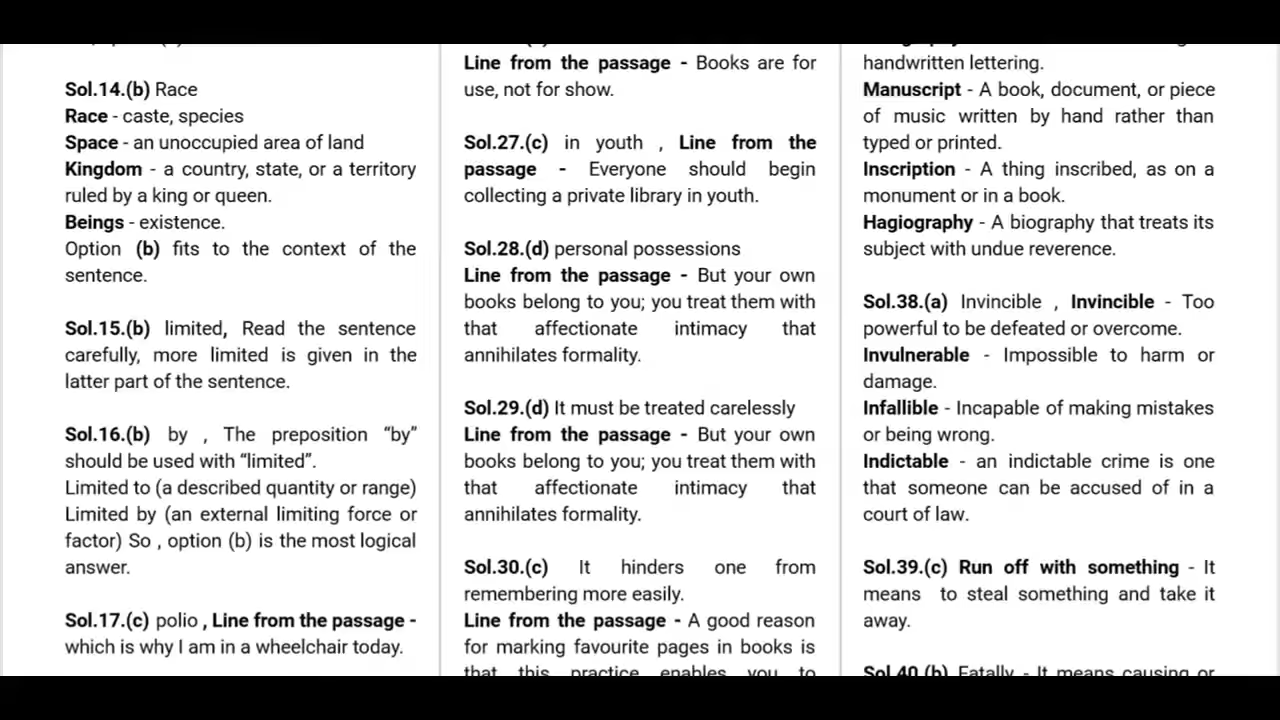 Sol.14.(b) Race
Race - caste, species
Space - an unoccupied area of land
Kingdom - a country, state, or a territory
ruled by a king or queen.
Beings - existence.
Option (b) fits to the context of the
sentence.
Sol.15.(b) limited, Read the sentence
carefully, more limited is given in the
latter part of the sentence.
Sol.16.(b) by , The preposition “by”
should be used with “limited”.
Limited to (a described quantity or range)
Limited by (an external limiting force or
factor) So , option (b) is the most logical
answer.
Sol.17.(c) polio , Line from the passage -
which is why I am in a wheelchair today.
Line from the passage - Books are for
use, not for show.
Sol.27.(c) in youth , Line from the
passage - Everyone should begin
collecting a private library in youth.
Sol.28.(d) personal possessions
Line from the passage - But your own
books belong to you; you treat them with
that affectionate intimacy that
annihilates formality.
Sol.29.(d) It must be treated carelessly
Line from the passage - But your own
books belong to you; you treat them with
that affectionate intimacy that
annihilates formality.
Sol.30.(c) It hinders one from
remembering more easily.
Line from the passage - A good reason
for marking favourite pages in books is
that this practice enables you to
handwritten lettering.
Manuscript - A book, document, or piece
of music written by hand rather than
typed or printed.
Inscription - A thing inscribed, as on a
monument or in a book.
Hagiography - A biography that treats its
subject with undue reverence.
Sol.38.(a) Invincible , Invincible - Too
powerful to be defeated or overcome.
Invulnerable - Impossible to harm or
damage.
Infallible - Incapable of making mistakes
or being wrong.
Indictable - an indictable crime is one
that someone can be accused of in a
court of law.
Sol.39.(c) Run off with something - It
means to steal something and take it
away.
Sol.40.(b) Fatally - It means causing or